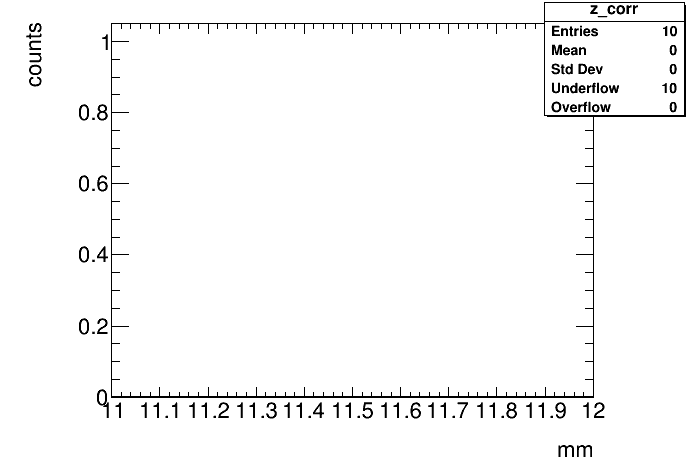 z_corr
Entries 10
Mean 0
Std Dev 0
Underflow 10
Overflow 0
counts
1
0.8
0.6
0.4
0.2
0
11 11.1 11.2 11.3 11.4 11.5 11.6 11.7 11.8 11.9 12
mm